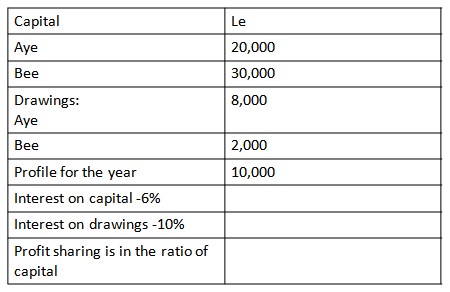 Capital Le
Aye 20,000
Bee 30,000
Drawings: 8,000
Aye
Bee 2,000
Profile for the year 10,000
Interest on capital -6%
Interest on drawings -10%
Profit sharing is in the ratio of
capital